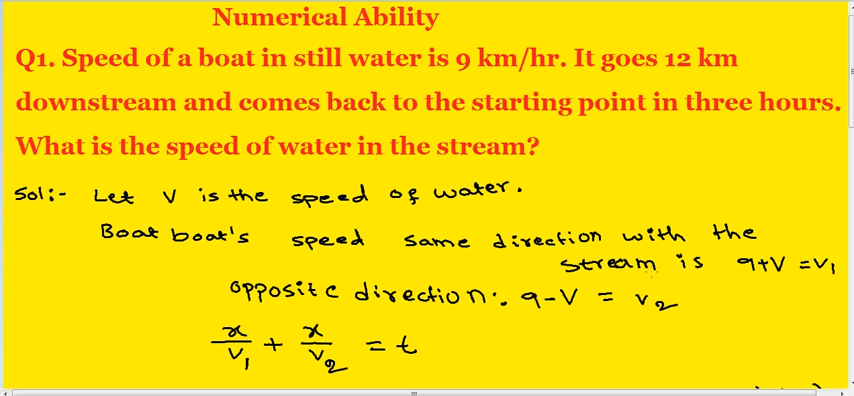 Numerical Ability
Q1. Speed of a boat in still water is 9 km/hr. It goes 12 km
downstream and comes back to the starting point in three hours.
What is the speed of water in the stream?
Sol:- Let V is the speed of water.
Boat boat's speed same direction with the
stream is 9+V = V1
opposite direction: 9-V = V2
x/V1 + x/V2 = t